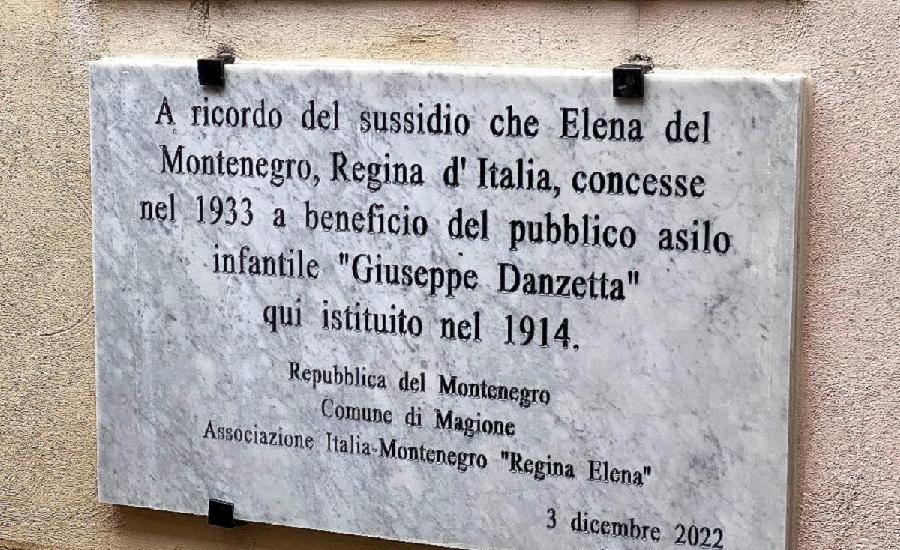 A ricordo del sussidio che Elena del
Montenegro, Regina d' Italia, concesse
nel 1933 a beneficio del pubblico asilo
infantile "Giuseppe Danzetta"
qui istituito nel 1914.
Repubblica del Montenegro
Comune di Magione
Associazione Italia-Montenegro "Regina Elena"
3 dicembre 2022